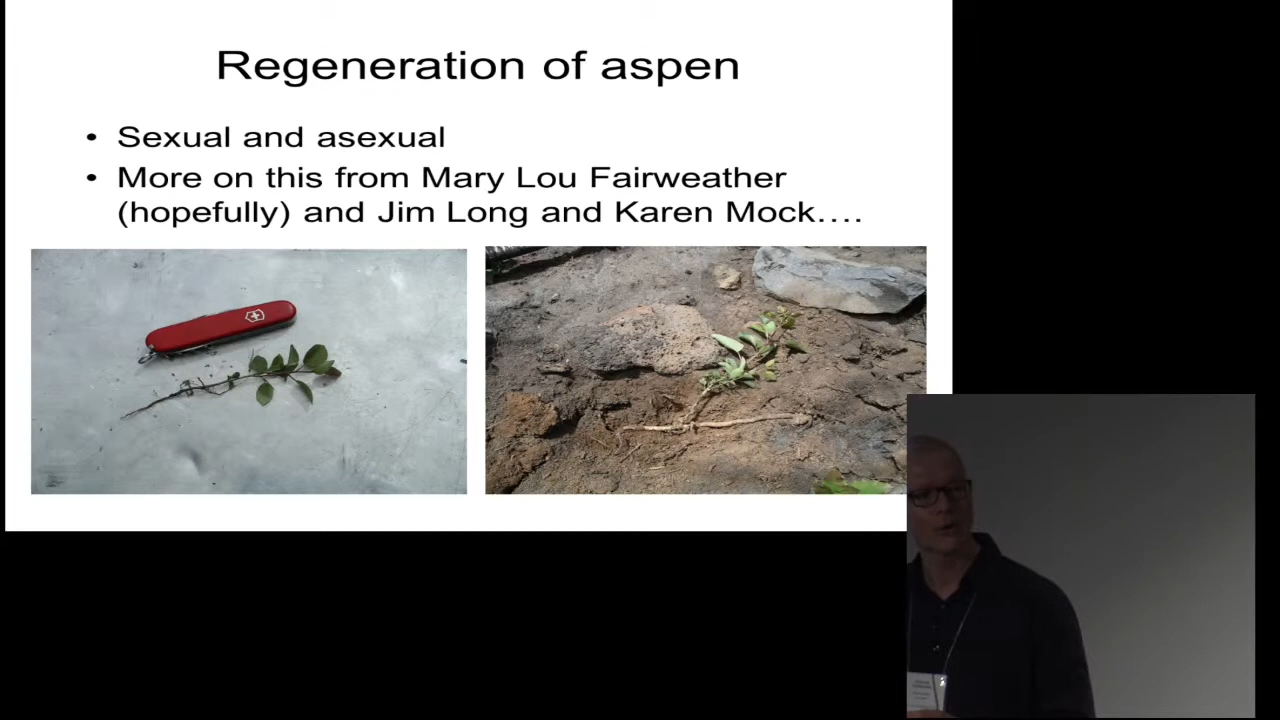 Regeneration of aspen
• Sexual and asexual
• More on this from Mary Lou Fairweather
(hopefully) and Jim Long and Karen Mock….